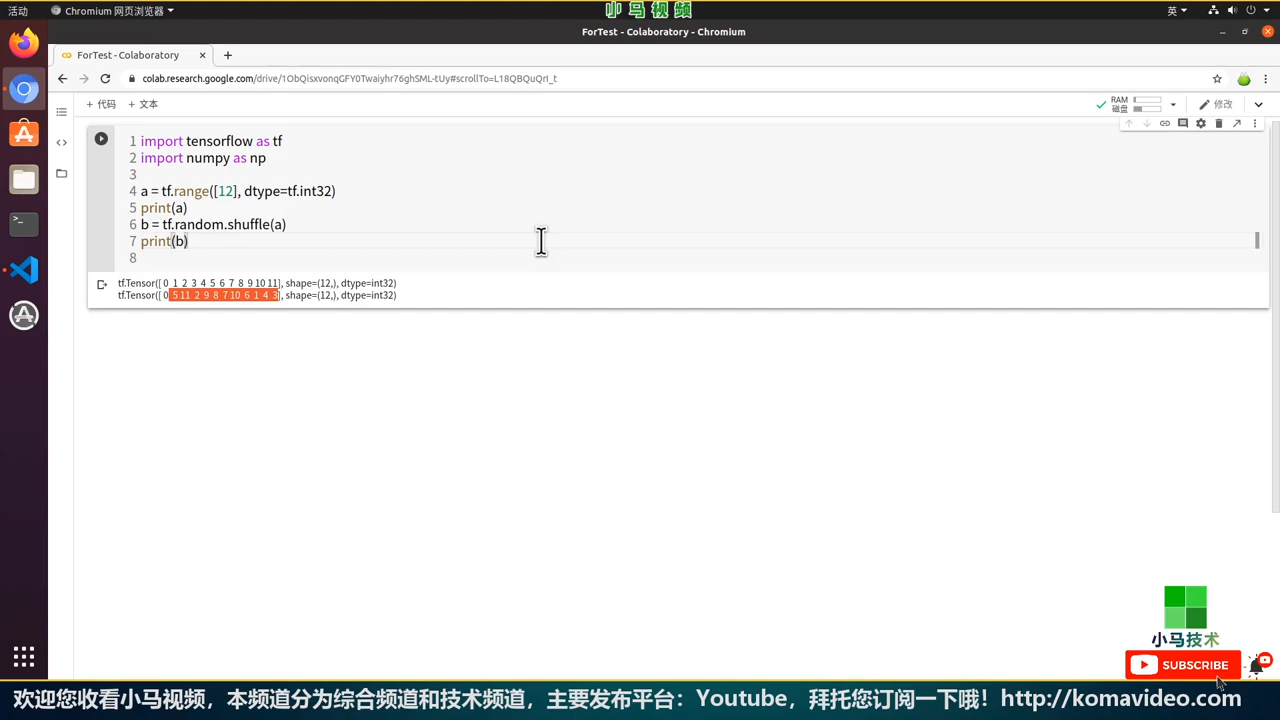 活动
Chromium 网页浏览器
小马视频
英
ForTest - Colaboratory - Chromium
ForTest - Colaboratory
colab.research.google.com/drive/1ObQisxvonqGFY0Twaiyhr76ghSML-tUy#scrollTo=L18QBQuQrI_t
+ 代码 + 文本
RAM
磁盘
修改
1 import tensorflow as tf
2 import numpy as np
3
4 a = tf.range([12], dtype=tf.int32)
5 print(a)
6 b = tf.random.shuffle(a)
7 print(b)
8
tf.Tensor([ 0 1 2 3 4 5 6 7 8 9 10 11], shape=(12,), dtype=int32)
tf.Tensor([ 0 5 11 2 9 8 7 10 6 1 4 3], shape=(12,), dtype=int32)
小马技术
SUBSCRIBE
欢迎您收看小马视频，本频道分为综合频道和技术频道，主要发布平台：Youtube，拜托您订阅一下哦！http://komavideo.com